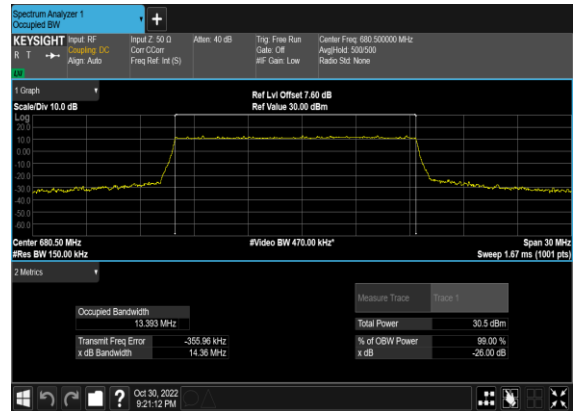 Spectrum Analyzer 1
Occupied BW
+
KEYSIGHT Input: RF Input Z: 50 Ω Atten: 40 dB Trig: Free Run Center Freq: 680.500000 MHz
R T Coupling: DC Corr CCorr Gate: Off Avg|Hold: 500/500
Align: Auto Freq Ref: Int (S) #IF Gain: Low Radio Std: None
1 Graph
Scale/Div 10.0 dB Ref Lvl Offset 7.60 dB
Ref Value 30.00 dBm
Log
20.0
10.0
0.00
-10.0
-20.0
-30.0
-40.0
-50.0
-60.0
Center 680.50 MHz #Video BW 470.00 kHz* Span 30 MHz
#Res BW 150.00 kHz Sweep 1.67 ms (1001 pts)
2 Metrics
Measure Trace Trace 1
Occupied Bandwidth
13.393 MHz Total Power 30.5 dBm
Transmit Freq Error -355.96 kHz % of OBW Power 99.00 %
x dB Bandwidth 14.36 MHz x dB -26.00 dB
? Oct 30, 2022
9:21:12 PM